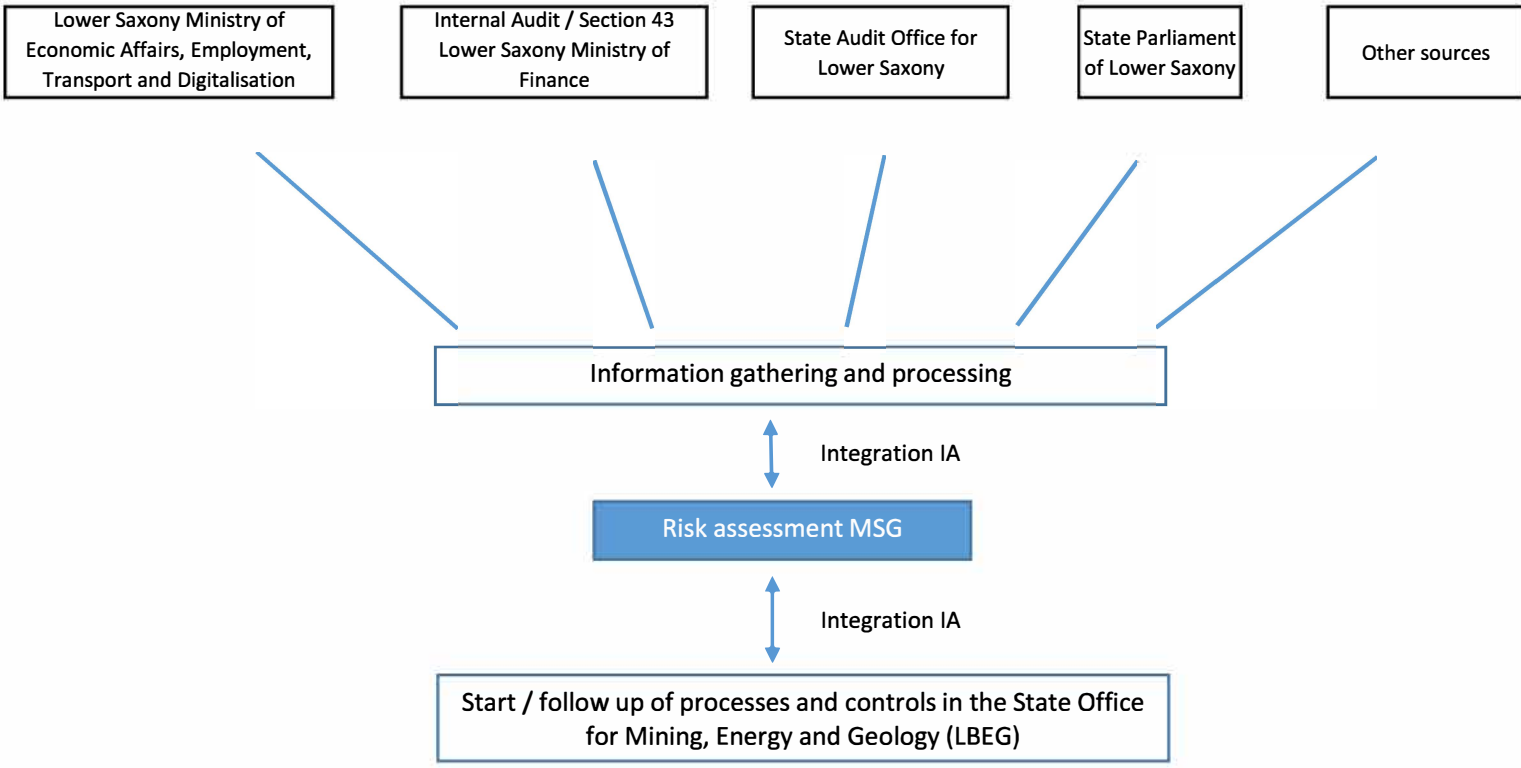 Lower Saxony Ministry of
Economic Affairs, Employment,
Transport and Digitalisation
Internal Audit / Section 43
Lower Saxony Ministry of
Finance
State Audit Office for
Lower Saxony
State Parliament
of Lower Saxony
Other sources
Information gathering and processing
Integration IA
Risk assessment MSG
Integration IA
Start / follow up of processes and controls in the State Office
for Mining, Energy and Geology (LBEG)